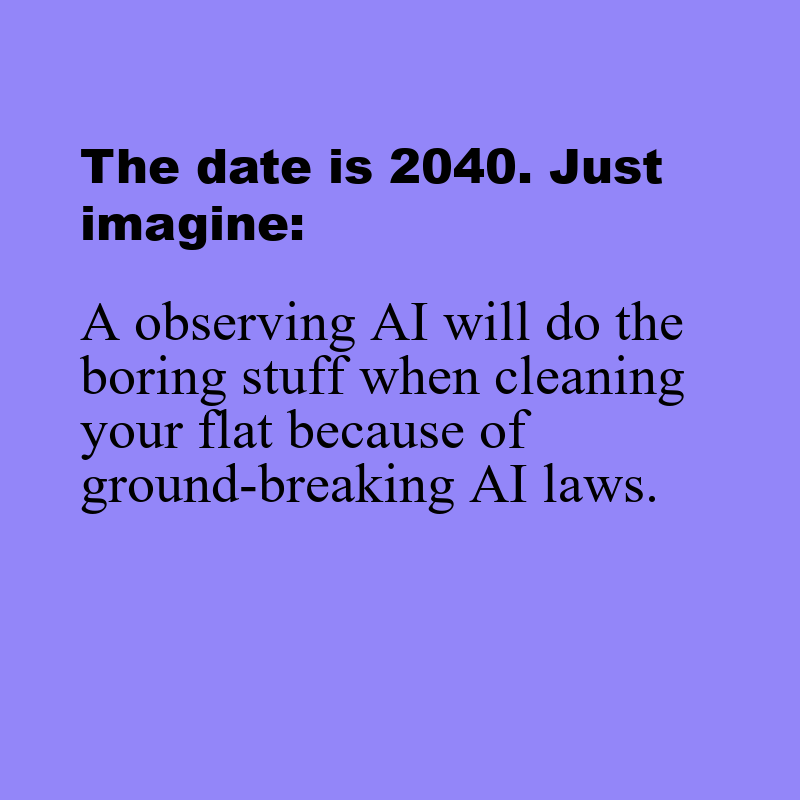 The date is 2040. Just
imagine:
A observing AI will do the
boring stuff when cleaning
your flat because of
ground-breaking AI laws.